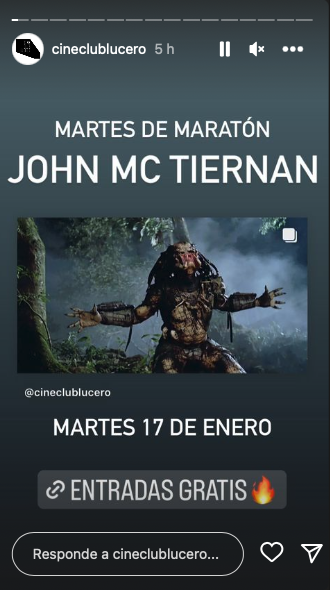 cineclublucero 5 h
MARTES DE MARATÓN
JOHN MC TIERNAN
@cineclublucero
MARTES 17 DE ENERO
ENTRADAS GRATIS🔥
Responde a cineclublucero...